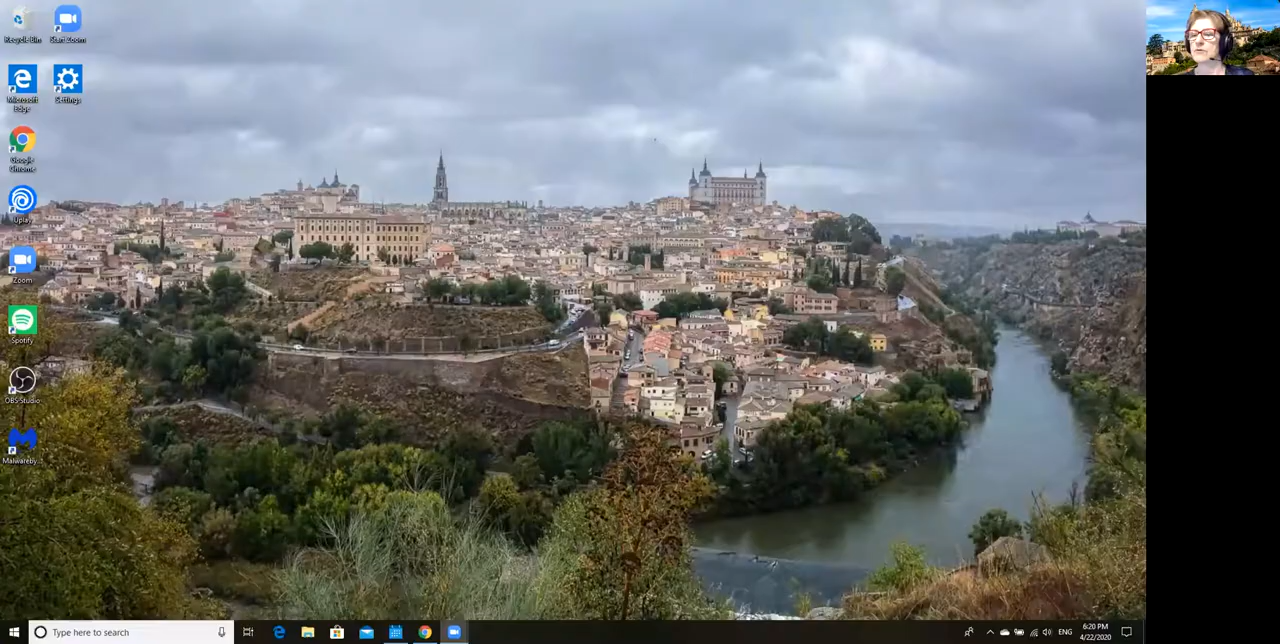 Recycle Bin
Start Zoom
Microsoft
Edge
Settings
Google
Chrome
Uplay
Zoom
Spotify
OBS Studio
Malwareby...
Type here to search
ENG
6:20 PM
4/22/2020